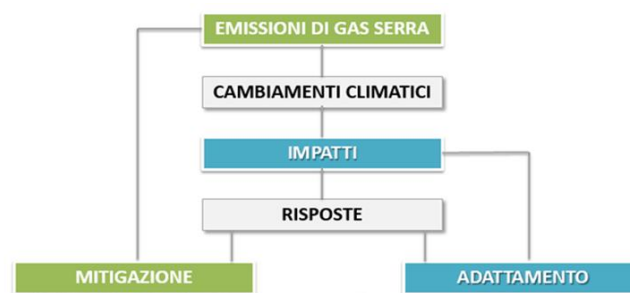 EMISSIONI DI GAS SERRA
CAMBIAMENTI CLIMATICI
IMPATTI
RISPOSTE
MITIGAZIONE
ADATTAMENTO